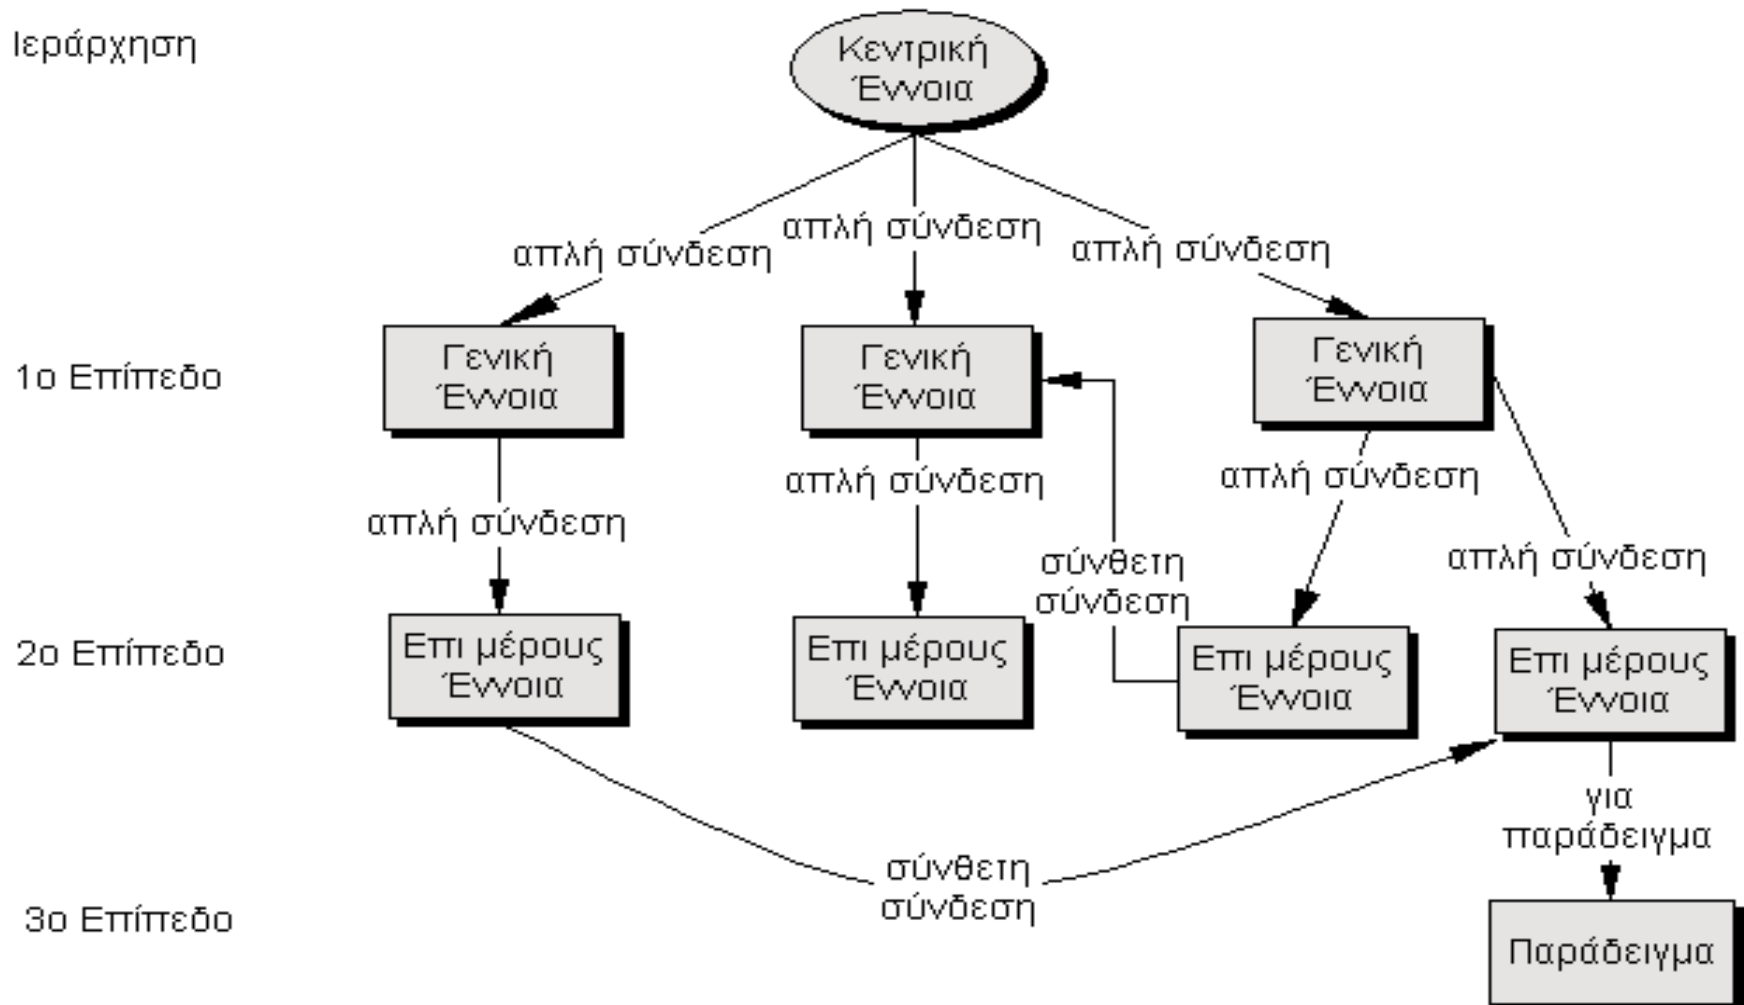 Ιεράρχηση
Κεντρική
Έννοια
απλή σύνδεση
απλή σύνδεση
απλή σύνδεση
1ο Επίπεδο
Γενική
Έννοια
Γενική
Έννοια
Γενική
Έννοια
απλή σύνδεση
απλή σύνδεση
απλή σύνδεση
απλή σύνδεση
σύνθετη
σύνδεση
2ο Επίπεδο
Επι μέρους
Έννοια
Επι μέρους
Έννοια
Επι μέρους
Έννοια
Επι μέρους
Έννοια
για
παράδειγμα
σύνθετη
σύνδεση
3ο Επίπεδο
Παράδειγμα